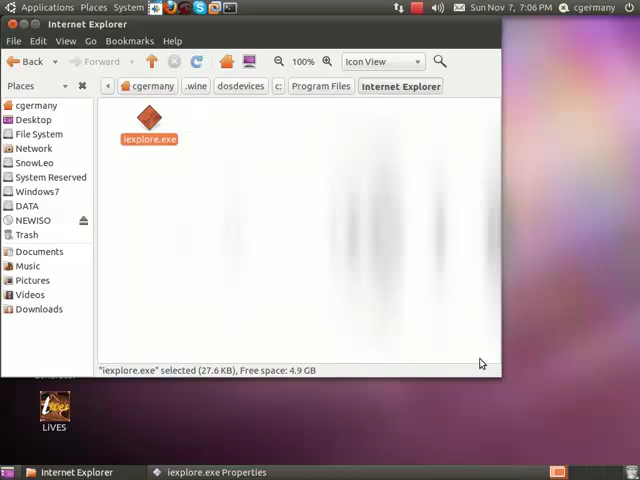 Applications Places System
Sun Nov 7, 7:06 PM cgermany
Internet Explorer
File Edit View Go Bookmarks Help
Back Forward 100% Icon View
Places cgermany .wine dosdevices c: Program Files Internet Explorer
cgermany
Desktop
File System
Network
SnowLeo
System Reserved
Windows7
DATA
NEWISO
Trash
Documents
Music
Pictures
Videos
Downloads
iexplore.exe
"iexplore.exe" selected (27.6 KB), Free space: 4.9 GB
LiVES
Internet Explorer iexplore.exe Properties